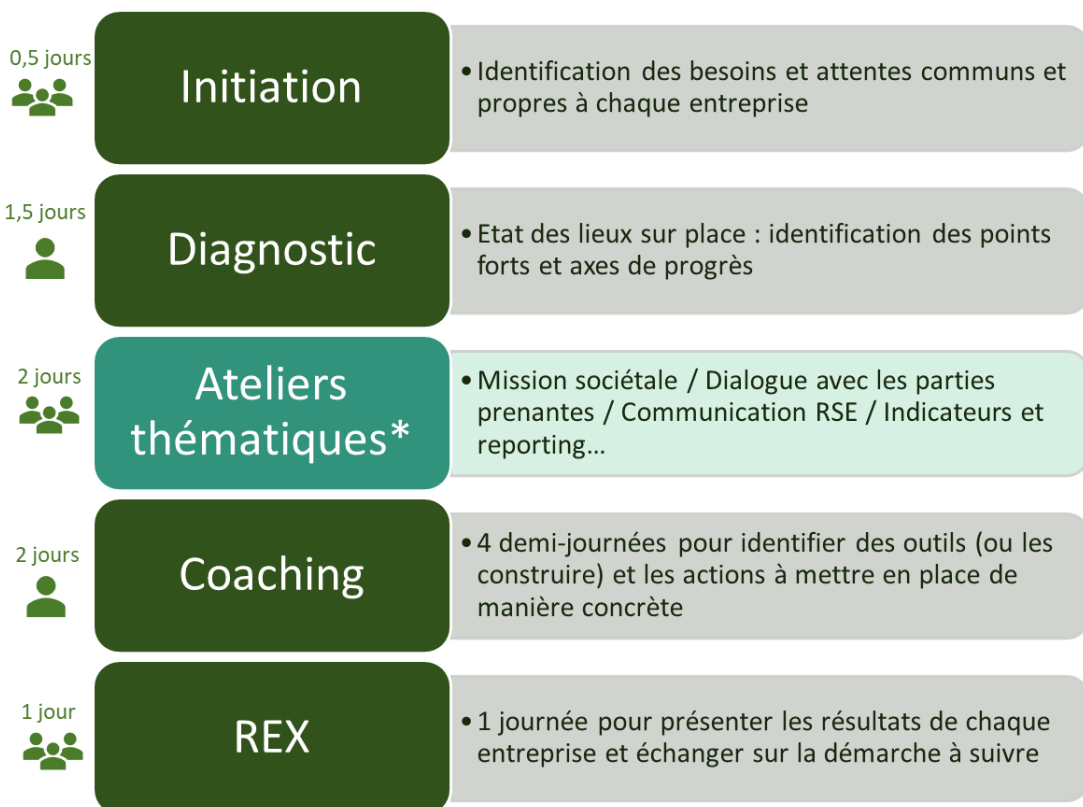 0,5 jours
Initiation
• Identification des besoins et attentes communs et
propres à chaque entreprise
1,5 jours
Diagnostic
• Etat des lieux sur place : identification des points
forts et axes de progrès
2 jours
Ateliers
thématiques*
• Mission sociétale / Dialogue avec les parties
prenantes / Communication RSE / Indicateurs et
reporting...
2 jours
Coaching
• 4 demi-journées pour identifier des outils (ou les
construire) et les actions à mettre en place de
manière concrète
1 jour
REX
• 1 journée pour présenter les résultats de chaque
entreprise et échanger sur la démarche à suivre